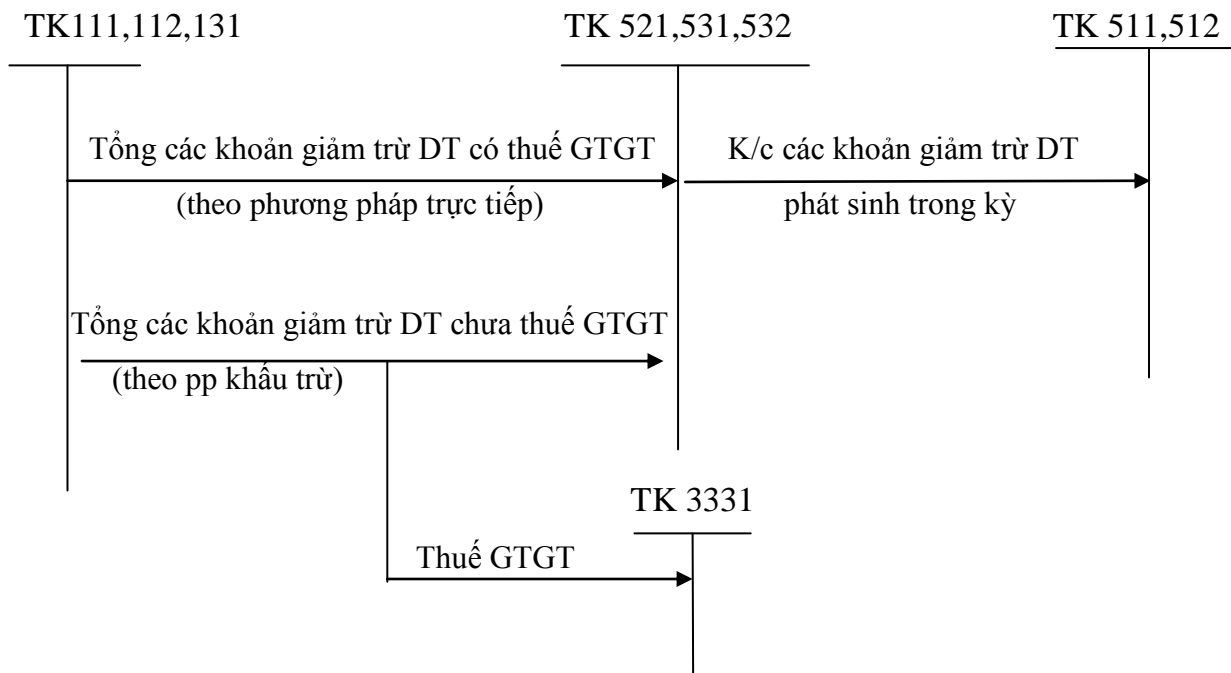 TK111,112,131
TK 521,531,532
TK 511,512
Tổng các khoản giảm trừ DT có thuế GTGT
(theo phương pháp trực tiếp)
K/c các khoản giảm trừ DT
phát sinh trong kỳ
Tổng các khoản giảm trừ DT chưa thuế GTGT
(theo pp khấu trừ)
TK 3331
Thuế GTGT